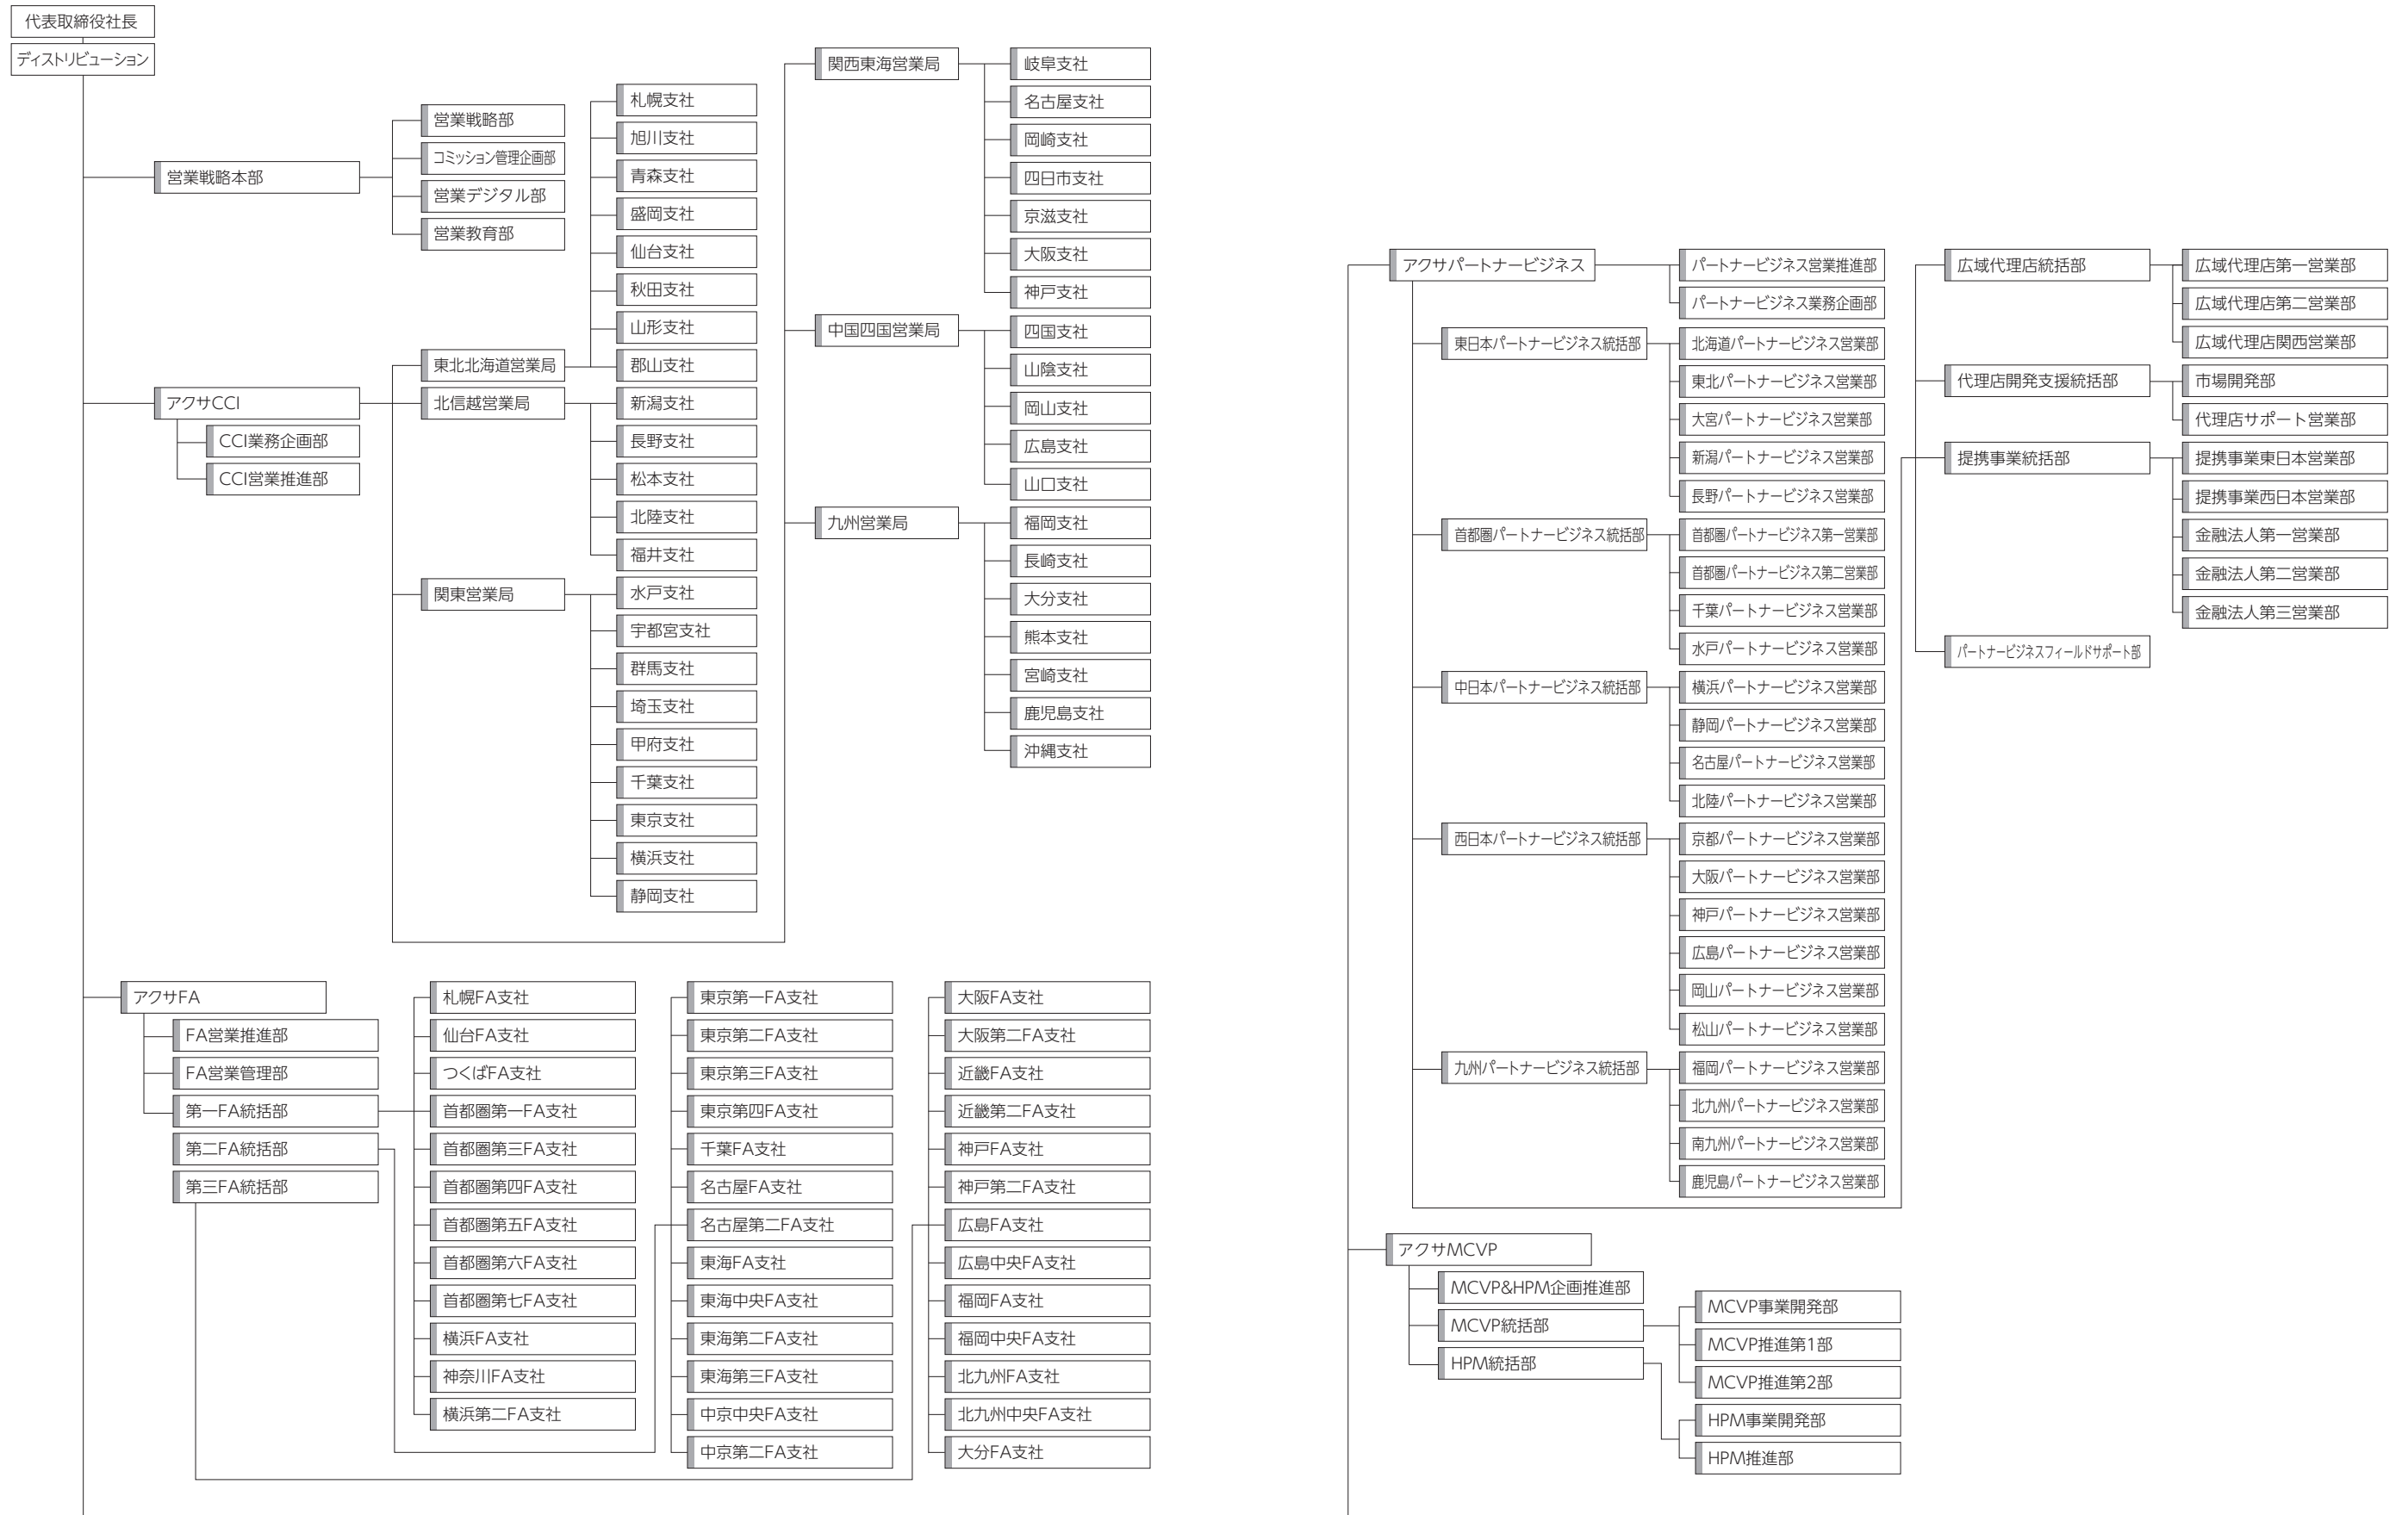 代表取締役社長
ディストリビューション
営業戦略本部
営業戦略部
コミッション管理企画部
営業デジタル部
営業教育部
アクサCCI
CCI業務企画部
CCI営業推進部
東北北海道営業局
札幌支社
旭川支社
青森支社
盛岡支社
仙台支社
秋田支社
山形支社
郡山支社
北信越営業局
新潟支社
長野支社
松本支社
北陸支社
福井支社
関東営業局
水戸支社
宇都宮支社
群馬支社
埼玉支社
甲府支社
千葉支社
東京支社
横浜支社
静岡支社
関西東海営業局
岐阜支社
名古屋支社
岡崎支社
四日市支社
京滋支社
大阪支社
神戸支社
中国四国営業局
四国支社
山陰支社
岡山支社
広島支社
山口支社
九州営業局
福岡支社
長崎支社
大分支社
熊本支社
宮崎支社
鹿児島支社
沖縄支社
アクサFA
FA営業推進部
FA営業管理部
第一FA統括部
第二FA統括部
第三FA統括部
札幌FA支社
仙台FA支社
つくばFA支社
首都圏第一FA支社
首都圏第三FA支社
首都圏第四FA支社
首都圏第五FA支社
首都圏第六FA支社
首都圏第七FA支社
横浜FA支社
神奈川FA支社
横浜第二FA支社
東京第一FA支社
東京第二FA支社
東京第三FA支社
東京第四FA支社
千葉FA支社
名古屋FA支社
名古屋第二FA支社
東海FA支社
東海中央FA支社
東海第二FA支社
東海第三FA支社
中京中央FA支社
中京第二FA支社
大阪FA支社
大阪第二FA支社
近畿FA支社
近畿第二FA支社
神戸FA支社
神戸第二FA支社
広島FA支社
広島中央FA支社
福岡FA支社
福岡中央FA支社
北九州FA支社
北九州中央FA支社
大分FA支社
アクサパートナービジネス
パートナービジネス営業推進部
パートナービジネス業務企画部
東日本パートナービジネス統括部
北海道パートナービジネス営業部
東北パートナービジネス営業部
大宮パートナービジネス営業部
新潟パートナービジネス営業部
長野パートナービジネス営業部
首都圏パートナービジネス統括部
首都圏パートナービジネス第一営業部
首都圏パートナービジネス第二営業部
千葉パートナービジネス営業部
水戸パートナービジネス営業部
中日本パートナービジネス統括部
横浜パートナービジネス営業部
静岡パートナービジネス営業部
名古屋パートナービジネス営業部
北陸パートナービジネス営業部
西日本パートナービジネス統括部
京都パートナービジネス営業部
大阪パートナービジネス営業部
神戸パートナービジネス営業部
広島パートナービジネス営業部
岡山パートナービジネス営業部
松山パートナービジネス営業部
九州パートナービジネス統括部
福岡パートナービジネス営業部
北九州パートナービジネス営業部
南九州パートナービジネス営業部
鹿児島パートナービジネス営業部
広域代理店統括部
広域代理店第一営業部
広域代理店第二営業部
広域代理店関西営業部
代理店開発支援統括部
市場開発部
代理店サポート営業部
提携事業統括部
提携事業東日本営業部
提携事業西日本営業部
金融法人第一営業部
金融法人第二営業部
金融法人第三営業部
パートナービジネスフィールドサポート部
アクサMCVP
MCVP&HPM企画推進部
MCVP統括部
HPM統括部
MCVP事業開発部
MCVP推進第1部
MCVP推進第2部
HPM事業開発部
HPM推進部